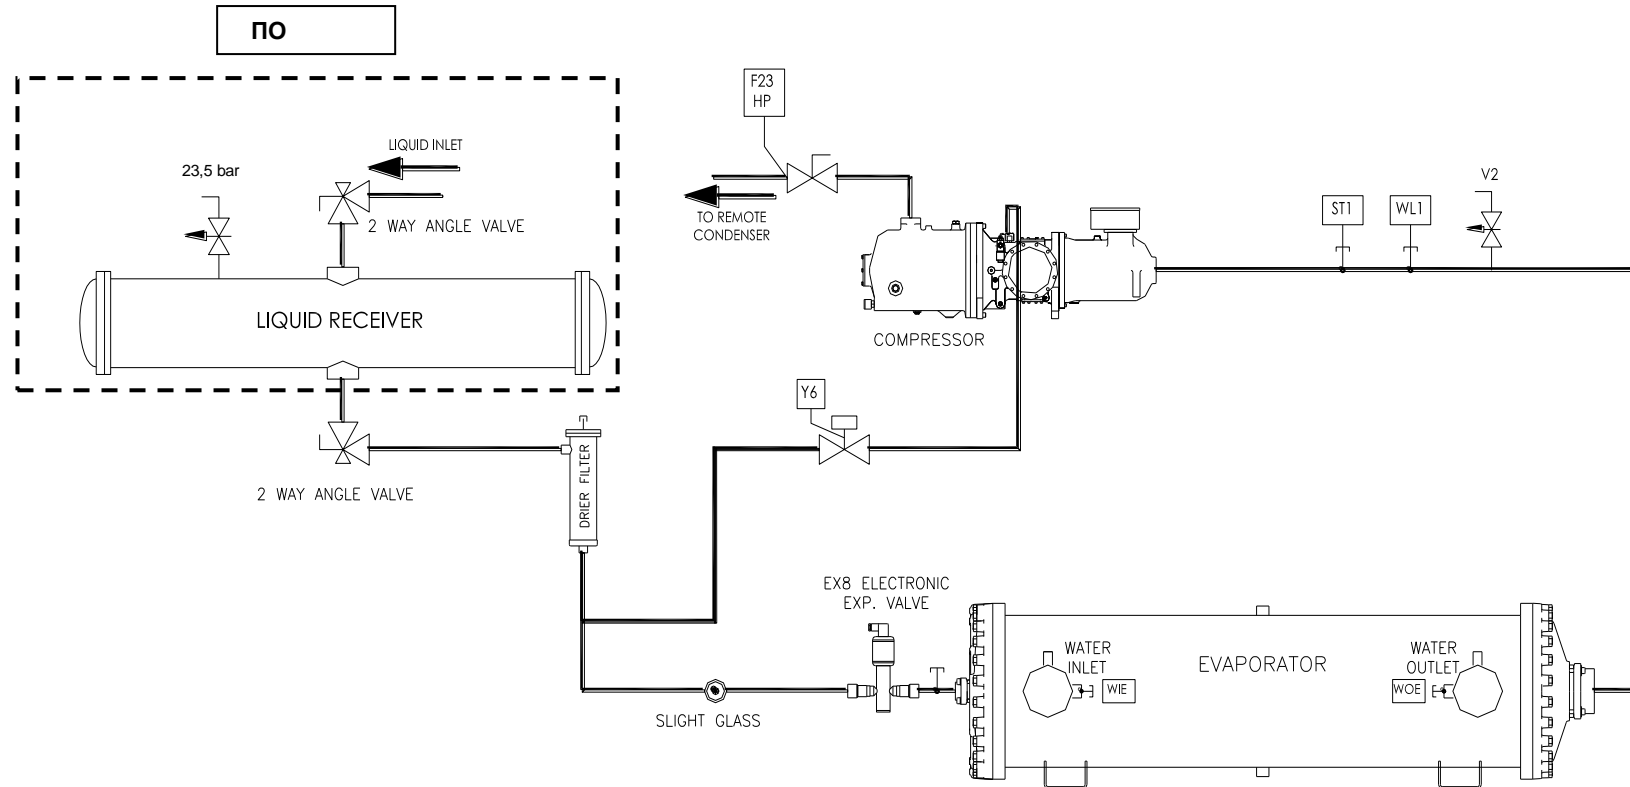 ПО
F23
HP
LIQUID INLET
23,5 bar
2 WAY ANGLE VALVE
TO REMOTE
CONDENSER
V2
ST1
WL1
LIQUID RECEIVER
COMPRESSOR
Y6
DRIER FILTER
2 WAY ANGLE VALVE
EX8 ELECTRONIC
EXP. VALVE
WATER
INLET
EVAPORATOR
WATER
OUTLET
WIE
WOE
SLIGHT GLASS